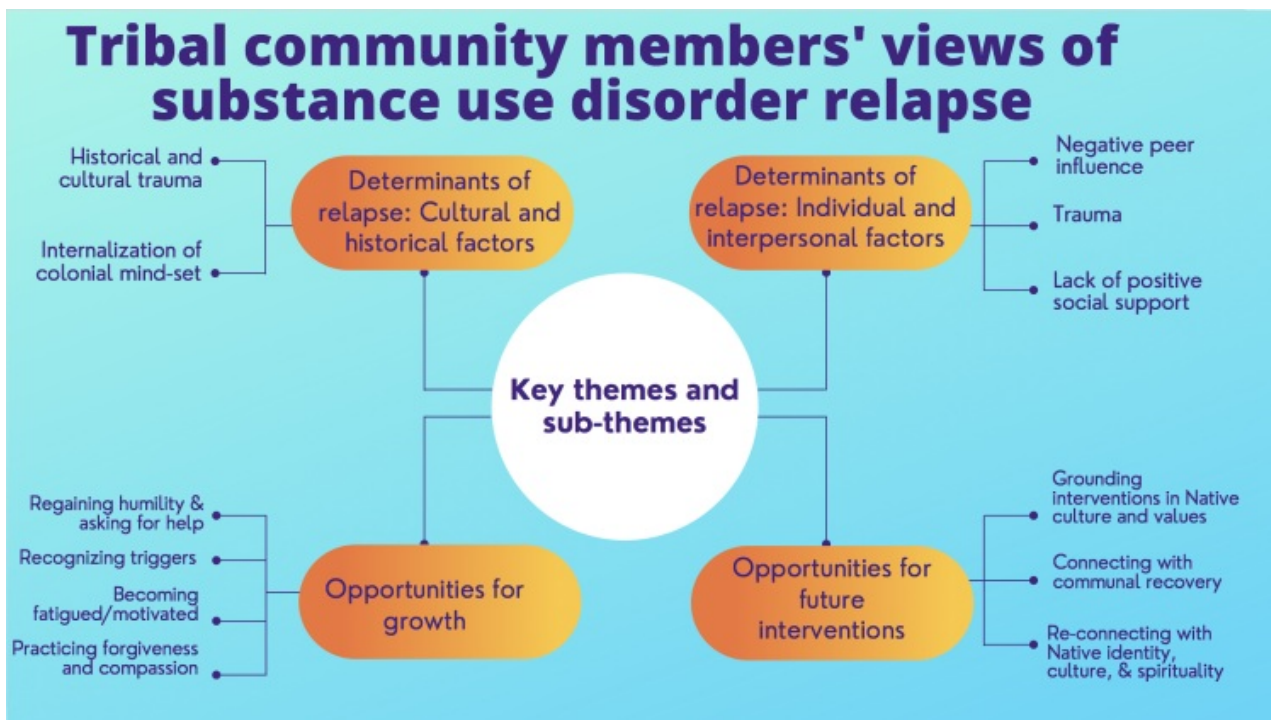 Tribal community members' views of
substance use disorder relapse
Historical and
cultural trauma
Internalization of
colonial mind-set
Determinants of
relapse: Cultural and
historical factors
Determinants of
relapse: Individual and
interpersonal factors
Negative peer
influence
Trauma
Lack of positive
social support
Key themes and
sub-themes
Regaining humility &
asking for help
Recognizing triggers
Becoming
fatigued/motivated
Practicing forgiveness
and compassion
Opportunities for
growth
Opportunities for
future
interventions
Grounding
interventions in Native
culture and values
Connecting with
communal recovery
Re-connecting with
Native identity,
culture, & spirituality